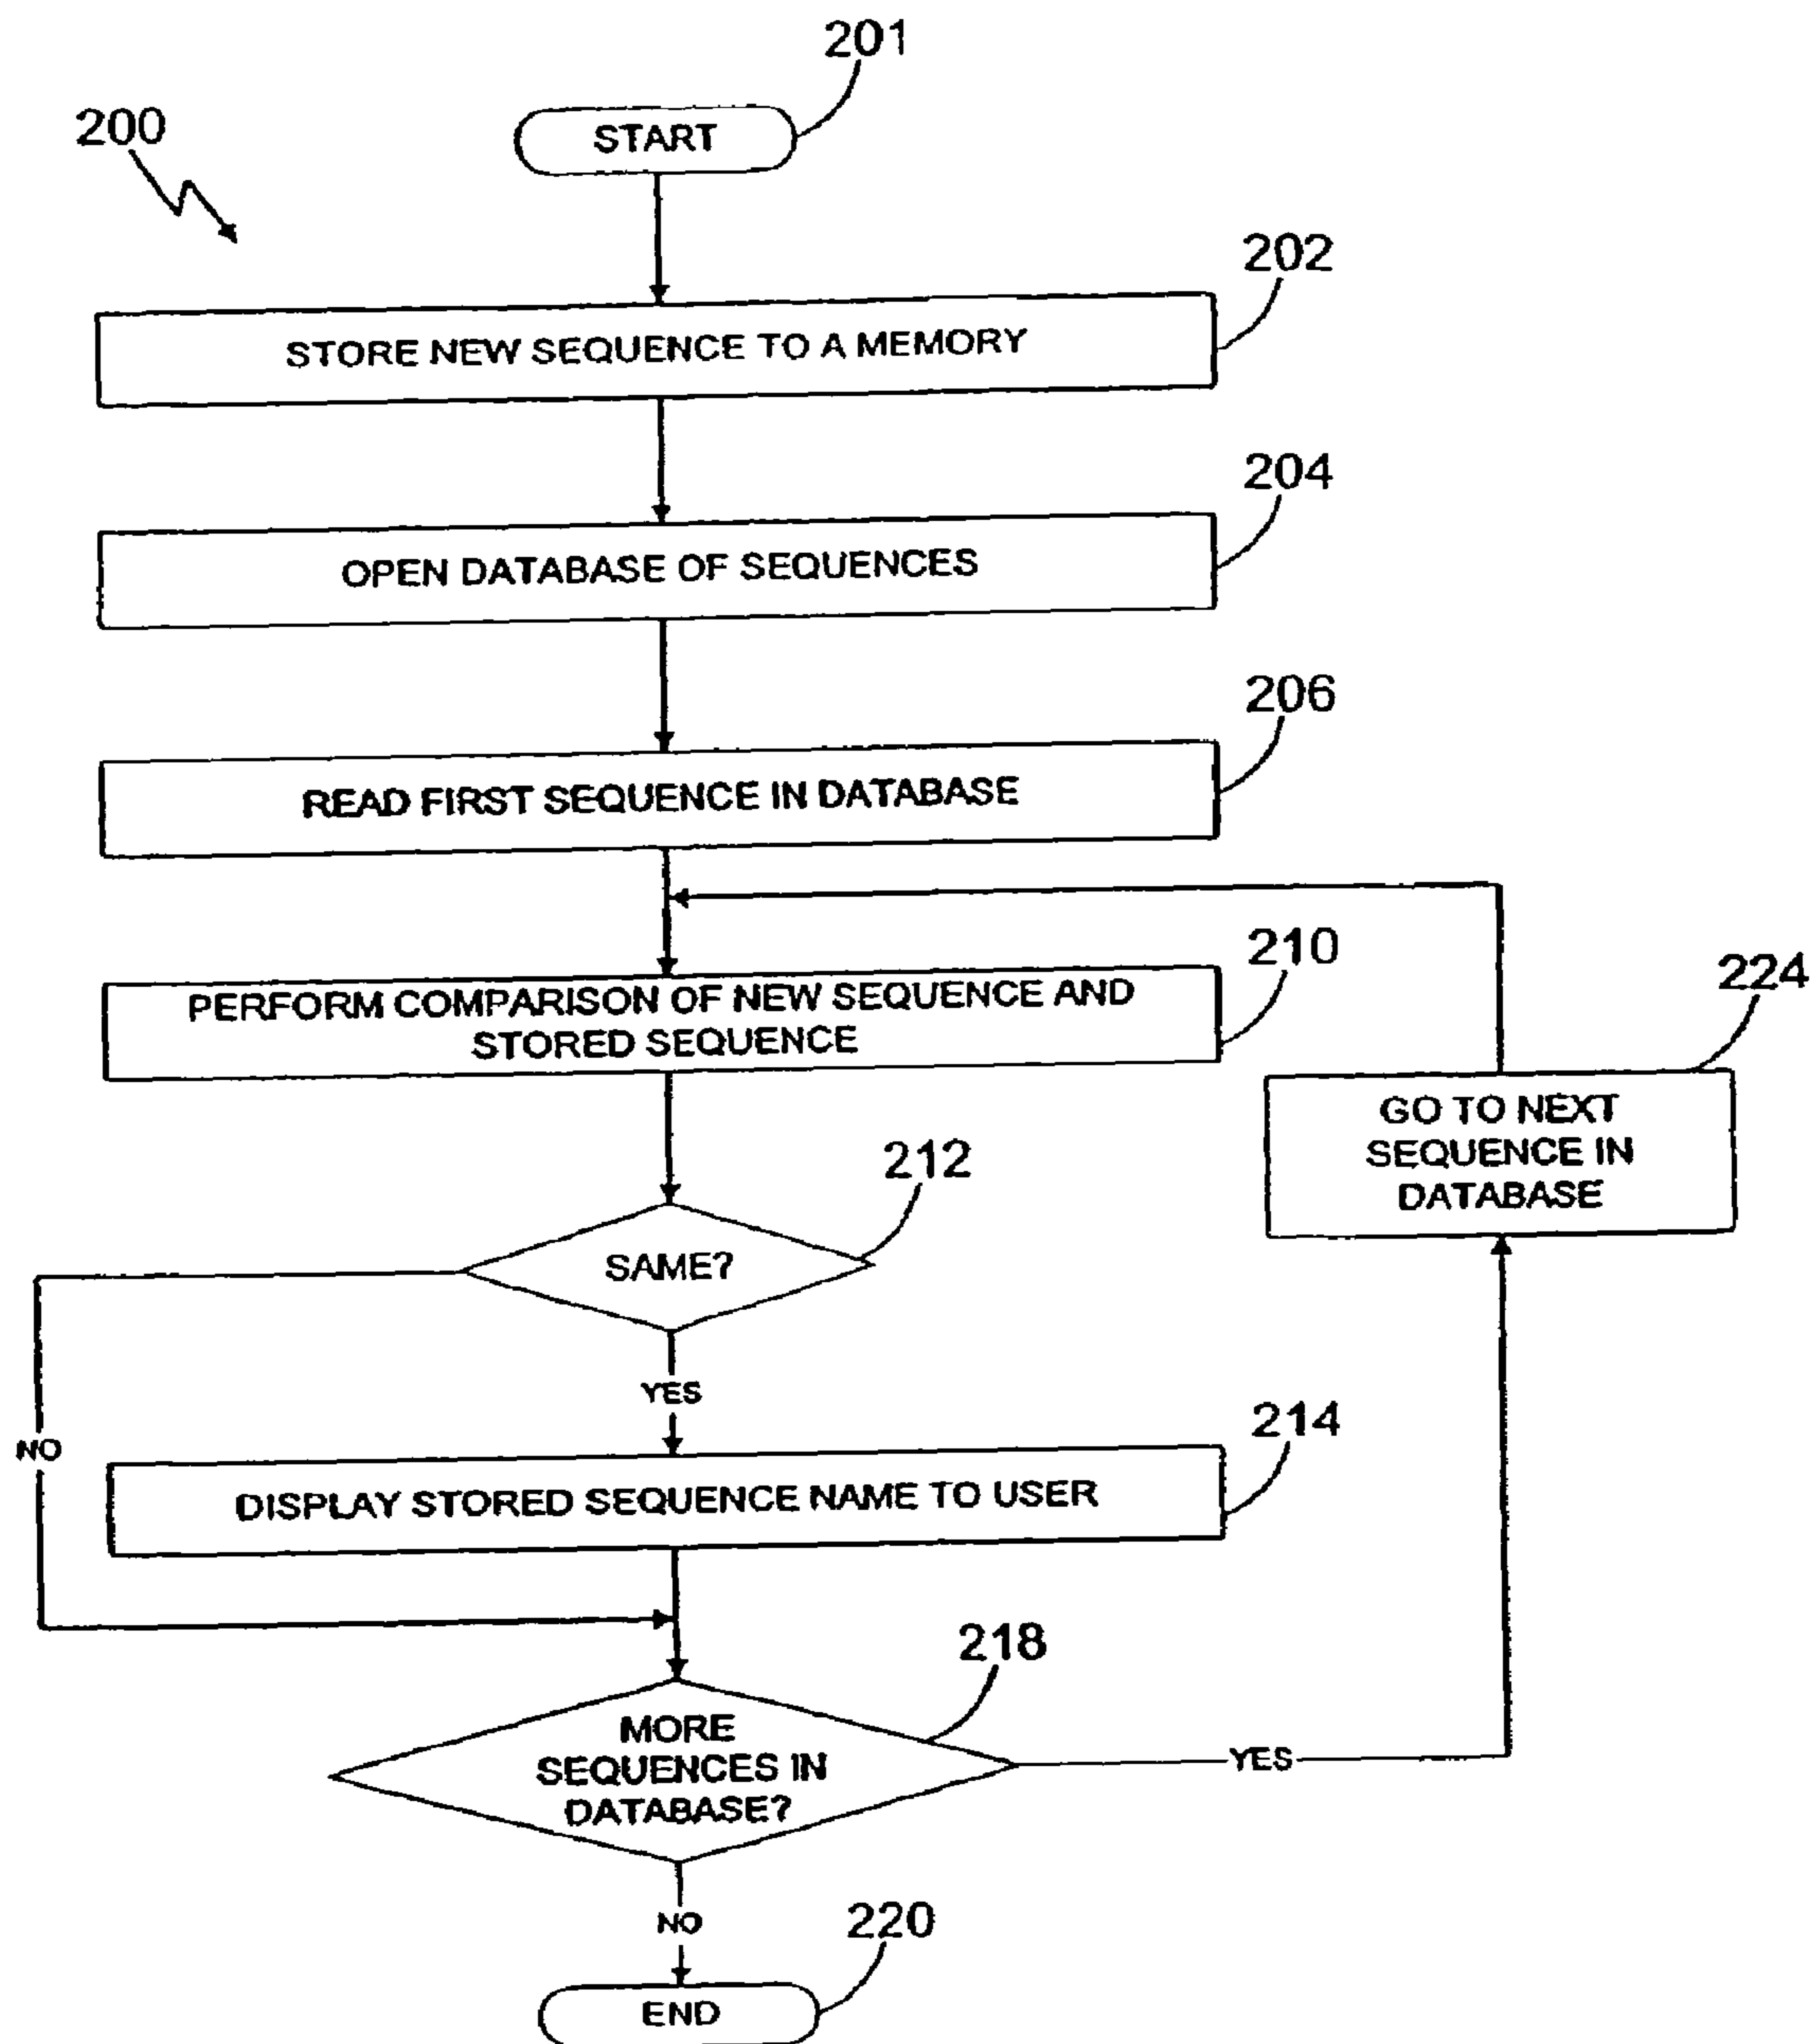 201
200
START
202
STORE NEW SEQUENCE TO A MEMORY
204
OPEN DATABASE OF SEQUENCES
206
READ FIRST SEQUENCE IN DATABASE
210
PERFORM COMPARISON OF NEW SEQUENCE AND
STORED SEQUENCE
224
GO TO NEXT
SEQUENCE IN
DATABASE
212
SAME?
YES
NO
214
DISPLAY STORED SEQUENCE NAME TO USER
218
MORE
SEQUENCES IN
DATABASE?
YES
NO
220
END